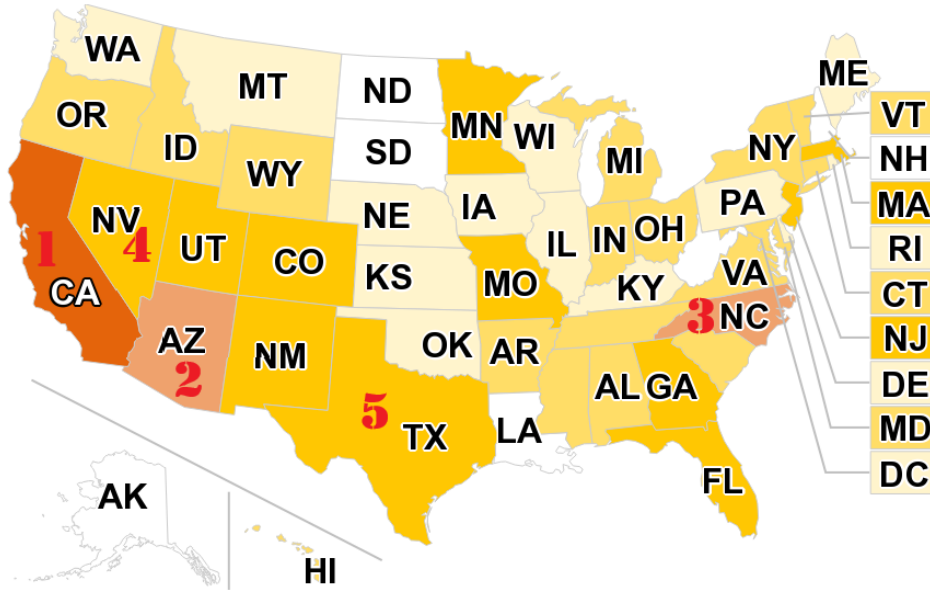 WA
MT
ND
ME
OR
MN
VT
ID
SD
WI
NY
NH
WY
MI
MA
NE
IA
PA
RI
NV
4
UT
CO
IL
IN
OH
1
CA
KS
MO
KY
VA
CT
AZ
2
NM
OK
AR
3
NC
NJ
5
TX
LA
AL
GA
DE
MD
DC
FL
AK
HI